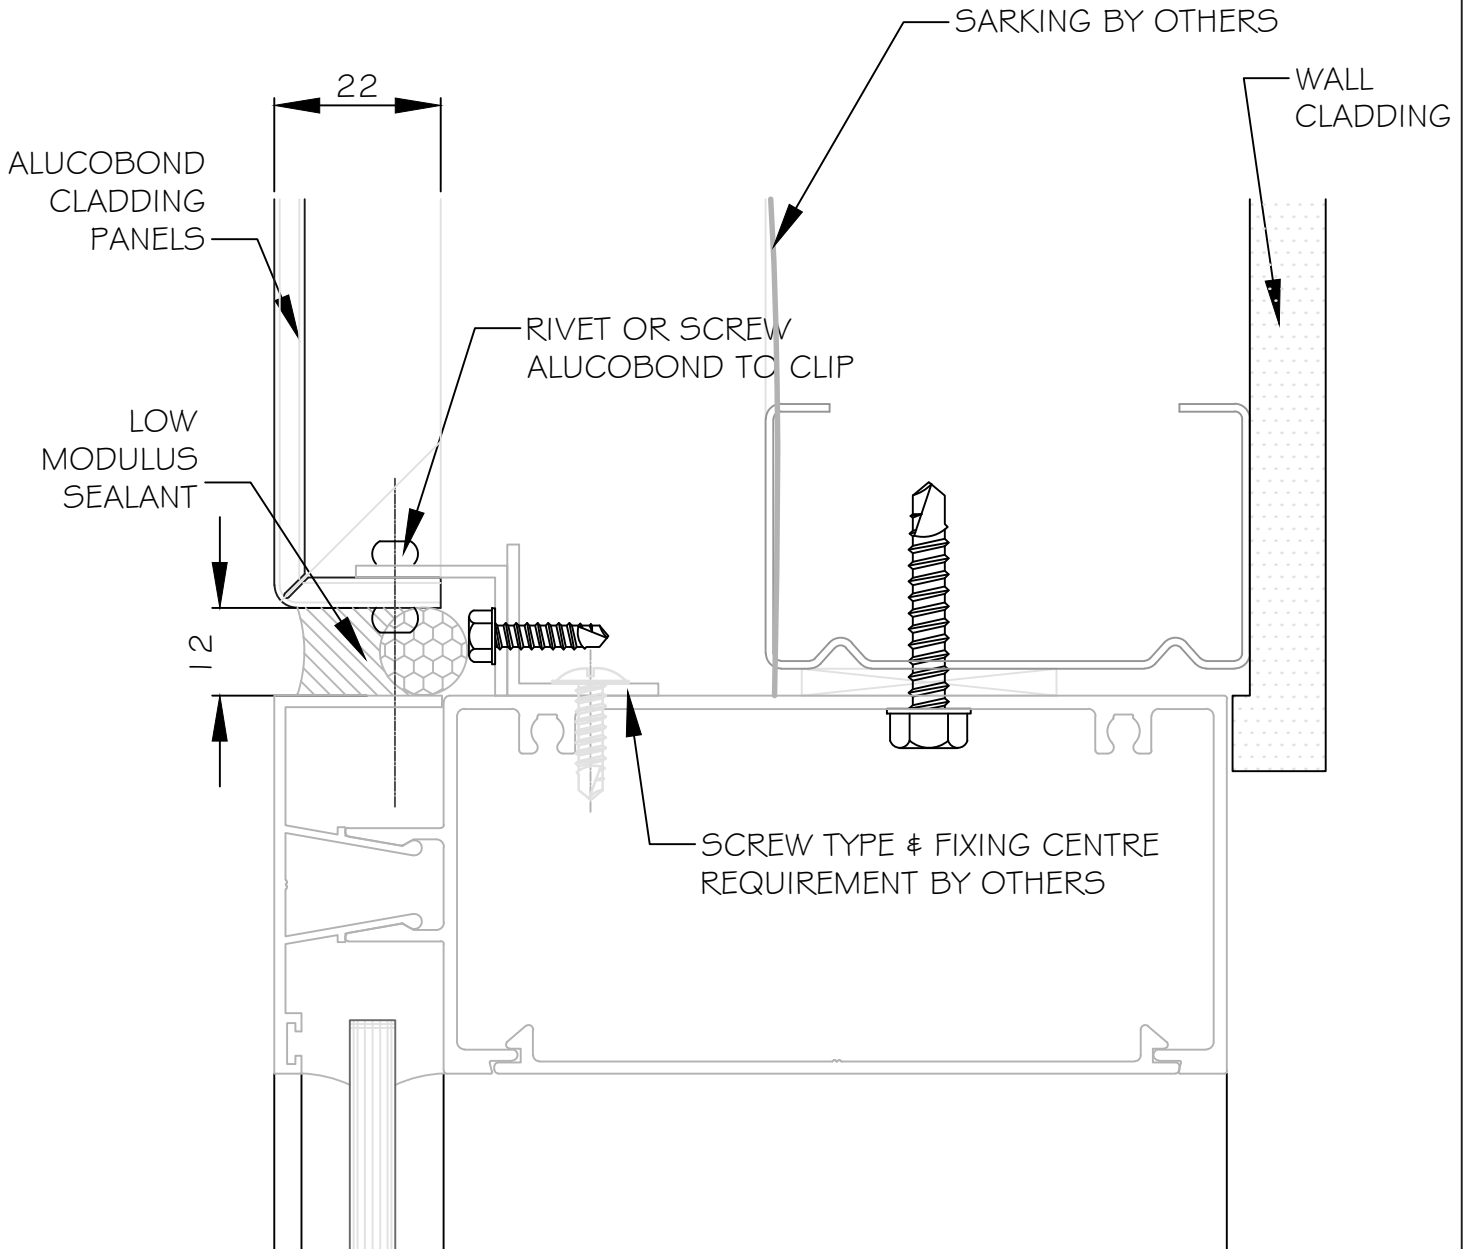 SARKING BY OTHERS
WALL
CLADDING
22
ALUCOBOND
CLADDING
PANELS
RIVET OR SCREW
ALUCOBOND TO CLIP
LOW
MODULUS
SEALANT
12
SCREW TYPE & FIXING CENTRE
REQUIREMENT BY OTHERS